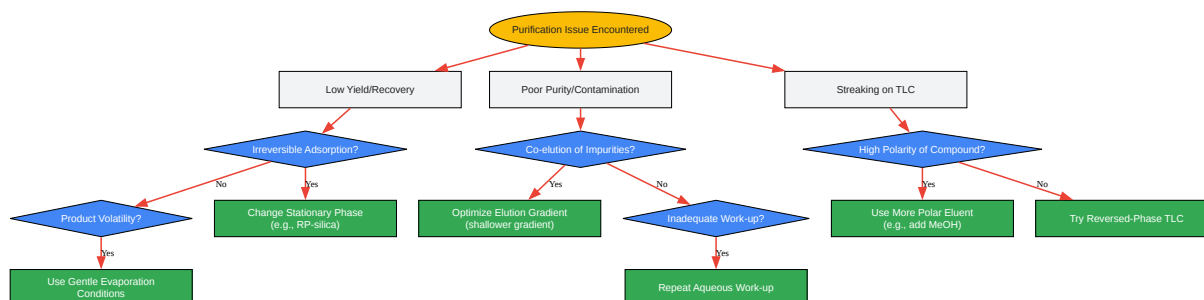 Purification Issue Encountered
Low Yield/Recovery
Poor Purity/Contamination
Streaking on TLC
Irreversible Adsorption?
Co-elution of Impurities?
High Polarity of Compound?
No
Yes
Yes
No
Yes
No
Product Volatility?
Change Stationary Phase
(e.g., RP-silica)
Optimize Elution Gradient
(shallower gradient)
Inadequate Work-up?
Use More Polar Eluent
(e.g., add MeOH)
Try Reversed-Phase TLC
Yes
Yes
Use Gentle Evaporation
Conditions
Repeat Aqueous Work-up